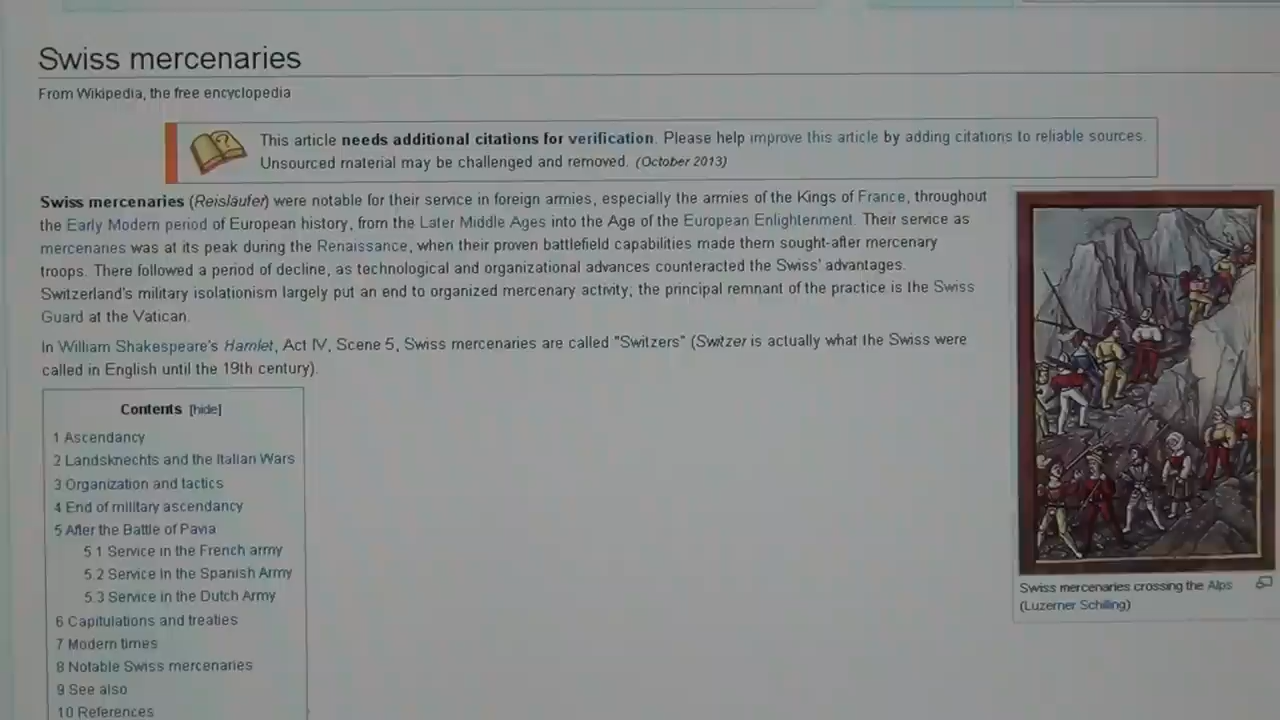 Swiss mercenaries
From Wikipedia, the free encyclopedia
This article needs additional citations for verification. Please help improve this article by adding citations to reliable sources.
Unsourced material may be challenged and removed. (October 2013)
Swiss mercenaries (Reisläufer) were notable for their service in foreign armies, especially the armies of the Kings of France, throughout
the Early Modern period of European history, from the Later Middle Ages into the Age of the European Enlightenment. Their service as
mercenaries was at its peak during the Renaissance, when their proven battlefield capabilities made them sought-after mercenary
troops. There followed a period of decline, as technological and organizational advances counteracted the Swiss' advantages.
Switzerland's military isolationism largely put an end to organized mercenary activity; the principal remnant of the practice is the Swiss
Guard at the Vatican.
In William Shakespeare's Hamlet, Act IV, Scene 5, Swiss mercenaries are called "Switzers" (Switzer is actually what the Swiss were
called in English until the 19th century).
Contents [hide]
1 Ascendancy
2 Landsknechts and the Italian Wars
3 Organization and tactics
4 End of military ascendancy
5 After the Battle of Pavia
5.1 Service in the French army
5.2 Service in the Spanish Army
5.3 Service in the Dutch Army
6 Capitulations and treaties
7 Modern times
8 Notable Swiss mercenaries
9 See also
10 References
Swiss mercenaries crossing the Alps
(Luzerner Schilling)